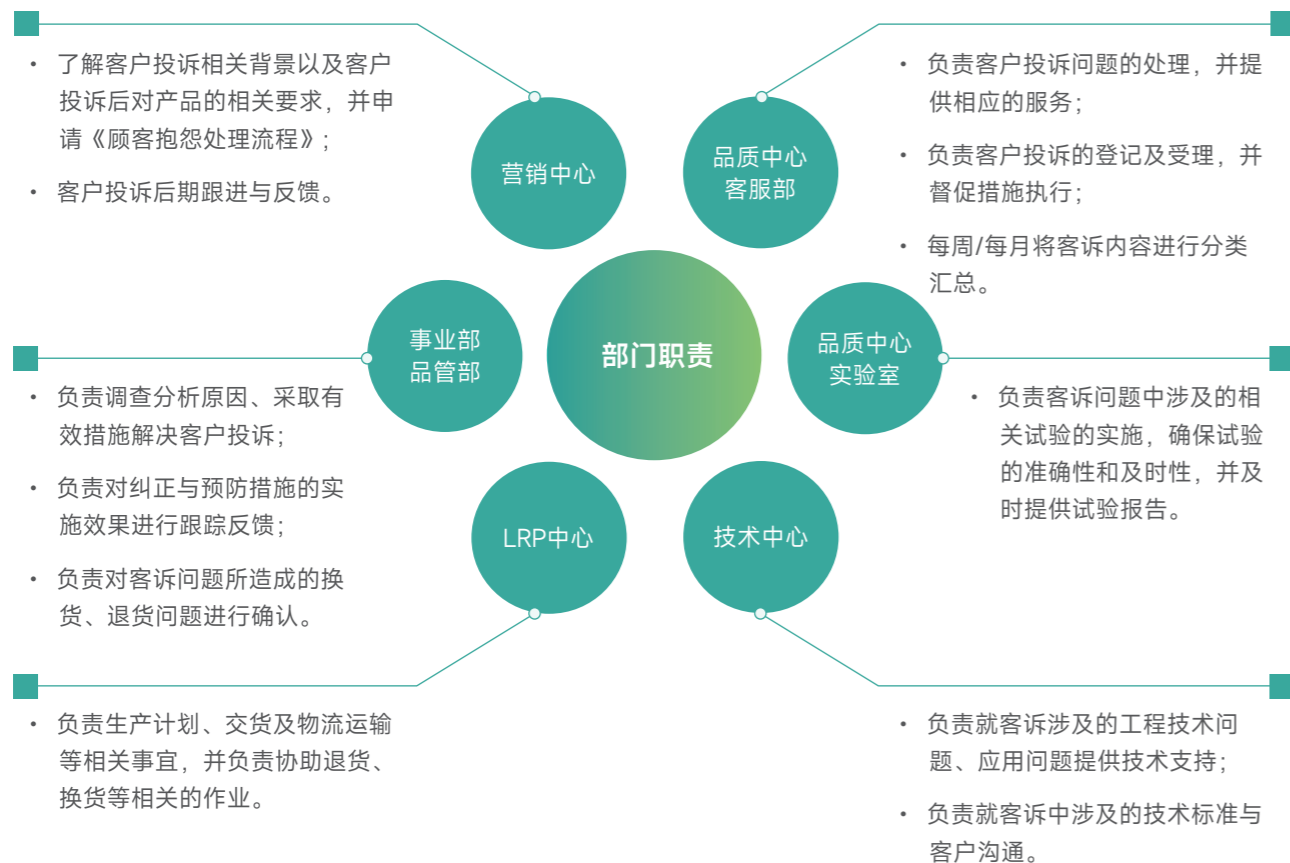 • 了解客户投诉相关背景以及客户
投诉后对产品的相关要求，并申
请《顾客抱怨处理流程》；
• 客户投诉后期跟进与反馈。
营销中心
品质中心
客服部
• 负责客户投诉问题的处理，并提
供相应的服务；
• 负责客户投诉的登记及受理，并
督促措施执行；
• 每周/每月将客诉内容进行分类
汇总。
事业部
品管部
部门职责
品质中心
实验室
• 负责调查分析原因、采取有
效措施解决客户投诉；
• 负责对纠正与预防措施的实
施效果进行跟踪反馈；
• 负责对客诉问题所造成的换
货、退货问题进行确认。
• 负责客诉问题中涉及的相
关试验的实施，确保试验
的准确性和及时性，并及
时提供试验报告。
LRP中心
技术中心
• 负责生产计划、交货及物流运输
等相关事宜，并负责协助退货、
换货等相关的作业。
• 负责就客诉涉及的工程技术问
题、应用问题提供技术支持；
• 负责就客诉中涉及的技术标准与
客户沟通。